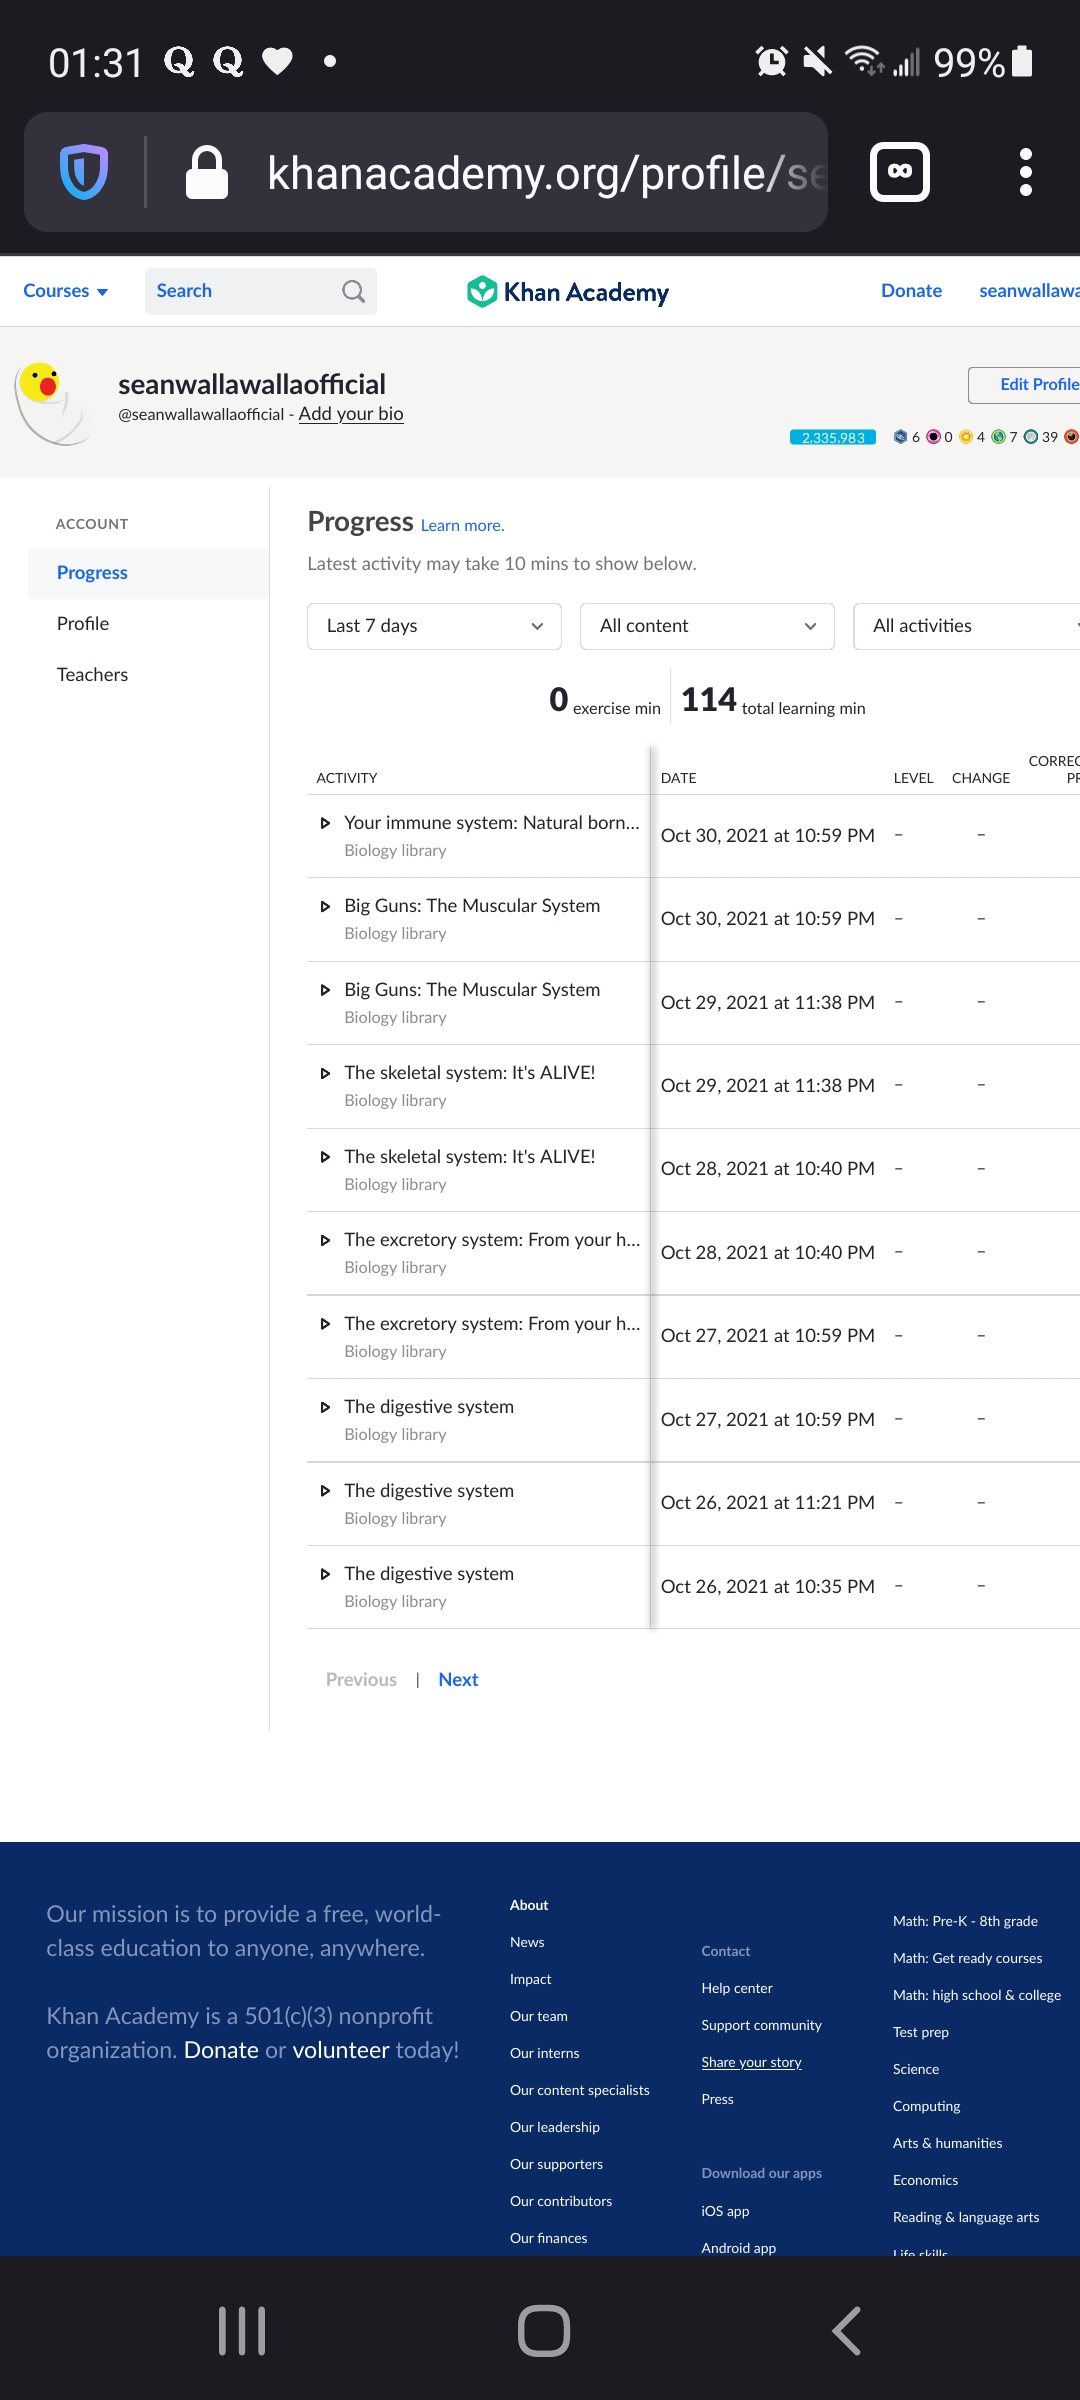 01:31
99%
khanacademy.org/profile/se
Courses
Search
Khan Academy
Donate
seanwallawa
seanwallawallaofficial
@seanwallawallaofficial - Add your bio
Edit Profile
2,335,983
6 0 4 7 39
ACCOUNT
Progress
Profile
Teachers
Progress Learn more.
Latest activity may take 10 mins to show below.
Last 7 days
All content
All activities
0 exercise min
114 total learning min
ACTIVITY DATE LEVEL CHANGE CORREC
PR
Your immune system: Natural born...
Biology library
Oct 30, 2021 at 10:59 PM – –
Big Guns: The Muscular System
Biology library
Oct 30, 2021 at 10:59 PM – –
Big Guns: The Muscular System
Biology library
Oct 29, 2021 at 11:38 PM – –
The skeletal system: It's ALIVE!
Biology library
Oct 29, 2021 at 11:38 PM – –
The skeletal system: It's ALIVE!
Biology library
Oct 28, 2021 at 10:40 PM – –
The excretory system: From your h...
Biology library
Oct 28, 2021 at 10:40 PM – –
The excretory system: From your h...
Biology library
Oct 27, 2021 at 10:59 PM – –
The digestive system
Biology library
Oct 27, 2021 at 10:59 PM – –
The digestive system
Biology library
Oct 26, 2021 at 11:21 PM – –
The digestive system
Biology library
Oct 26, 2021 at 10:35 PM – –
Previous | Next
Our mission is to provide a free, world-
class education to anyone, anywhere.
Khan Academy is a 501(c)(3) nonprofit
organization. Donate or volunteer today!
About
News
Impact
Our team
Our interns
Our content specialists
Our leadership
Our supporters
Our contributors
Our finances
Contact
Help center
Support community
Share your story
Press
Download our apps
iOS app
Android app
Math: Pre-K - 8th grade
Math: Get ready courses
Math: high school & college
Test prep
Science
Computing
Arts & humanities
Economics
Reading & language arts
Life skills